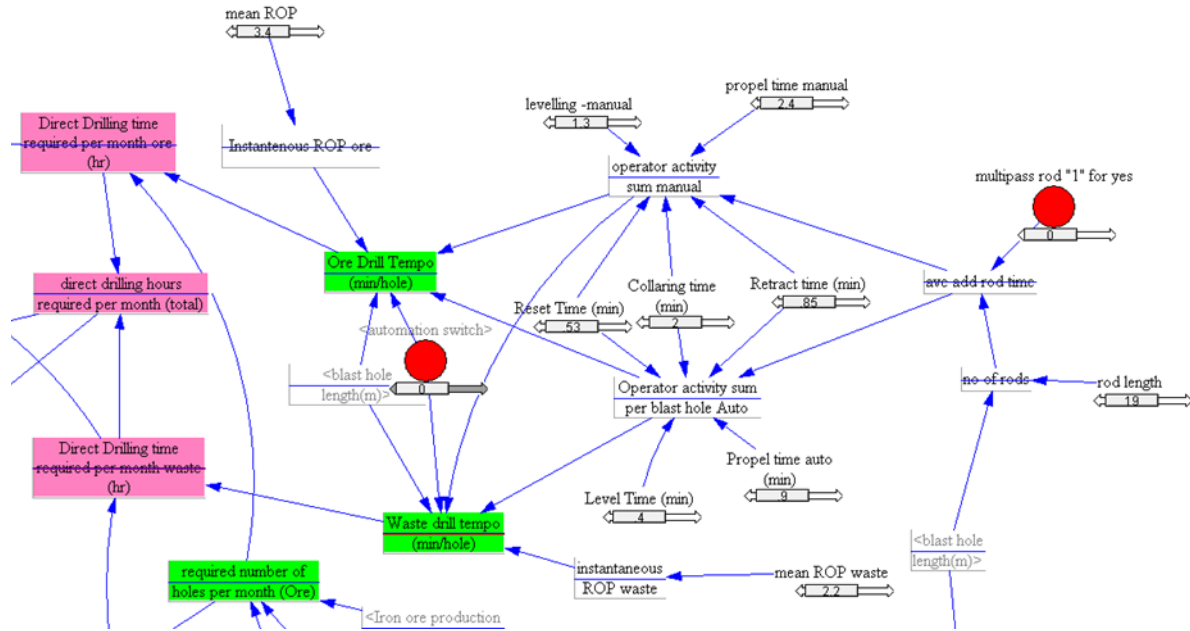 mean ROP
3.4
propel time manual
2.4
levelling -manual
1.3
Direct Drilling time
required per month ore
(hr)
Instantenous ROP ore
operator activity
sum manual
multipass rod "1" for yes
0
Ore Drill Tempo
(min/hole)
direct drilling hours
required per month (total)
Collaring time
(min)
2
Retract time (min)
.85
ave add rod time
Reset Time (min)
.53
<automation switch>
0
<blast hole
length(m)>
Operator activity sum
per blast hole Auto
no of rods
rod length
19
Direct Drilling time
required per month waste
(hr)
Propel time auto
(min)
.9
Level Time (min)
.4
Waste drill tempo
(min/hole)
<blast hole
length(m)>
required number of
holes per month (Ore)
instantaneous
ROP waste
mean ROP waste
2.2
<Iron ore production